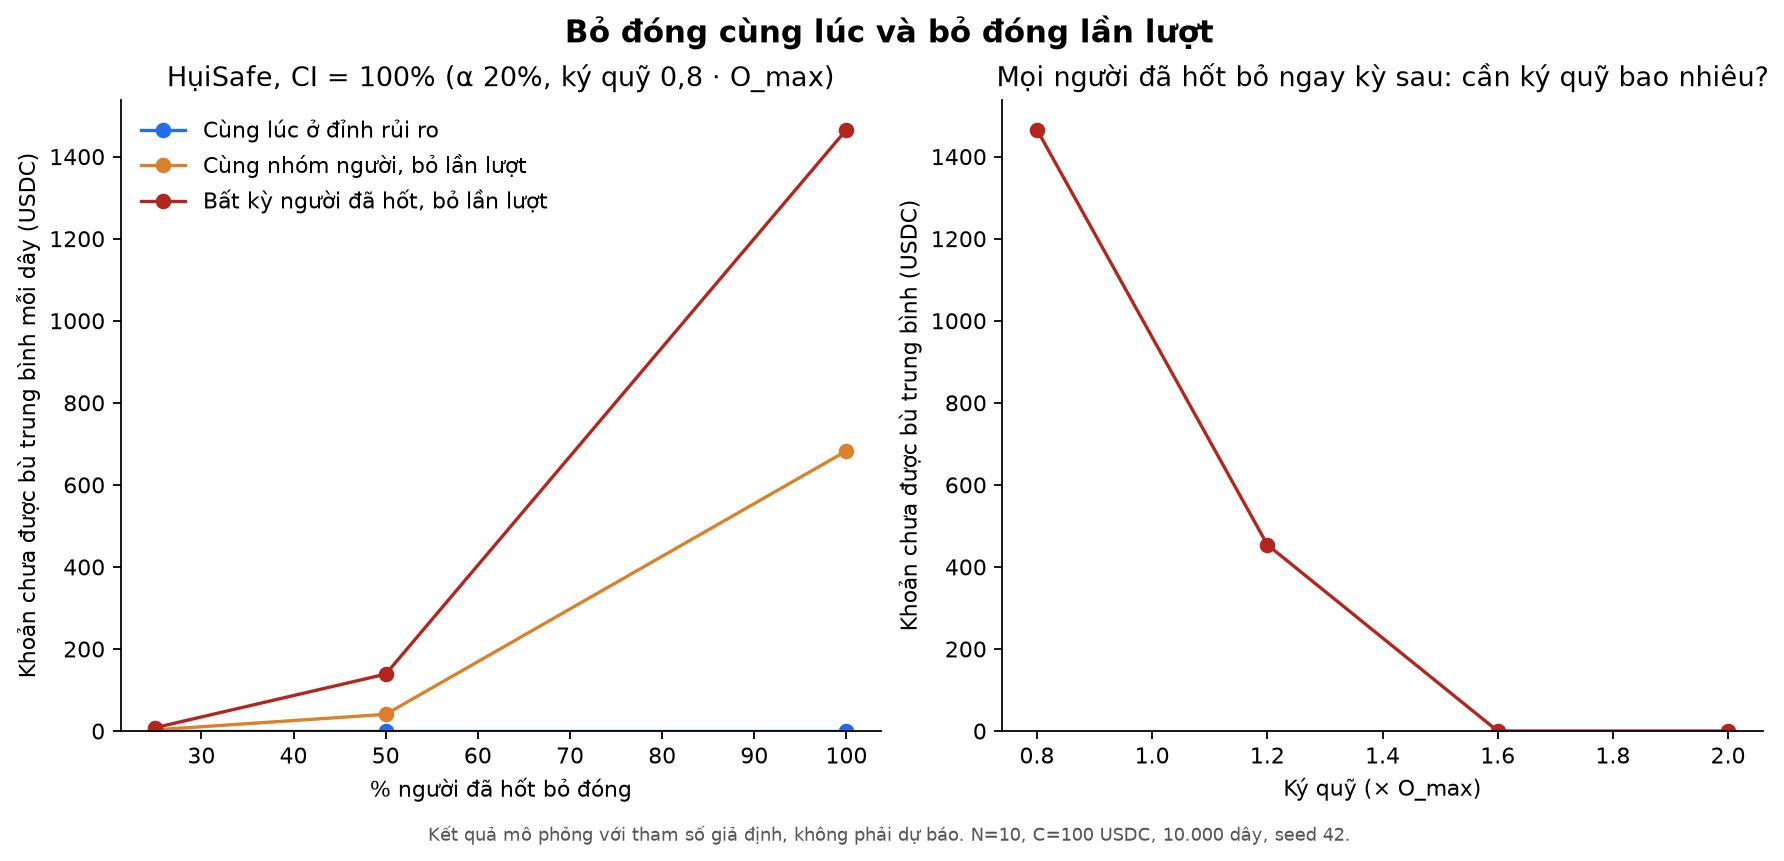 Bỏ đóng cùng lúc và bỏ đóng lần lượt
HụiSafe, CI = 100% (α 20%, ký quỹ 0,8 · O_max)
Khoản chưa được bù trung bình mỗi dây (USDC)
1400
1200
1000
800
600
400
200
0
Cùng lúc ở đỉnh rủi ro
Cùng nhóm người, bỏ lần lượt
Bất kỳ người đã hốt, bỏ lần lượt
30 40 50 60 70 80 90 100
% người đã hốt bỏ đóng
Mọi người đã hốt bỏ ngay kỳ sau: cần ký quỹ bao nhiêu?
Khoản chưa được bù trung bình (USDC)
1400
1200
1000
800
600
400
200
0
0.8 1.0 1.2 1.4 1.6 1.8 2.0
Ký quỹ (× O_max)
Kết quả mô phỏng với tham số giả định, không phải dự báo. N=10, C=100 USDC, 10.000 dây, seed 42.